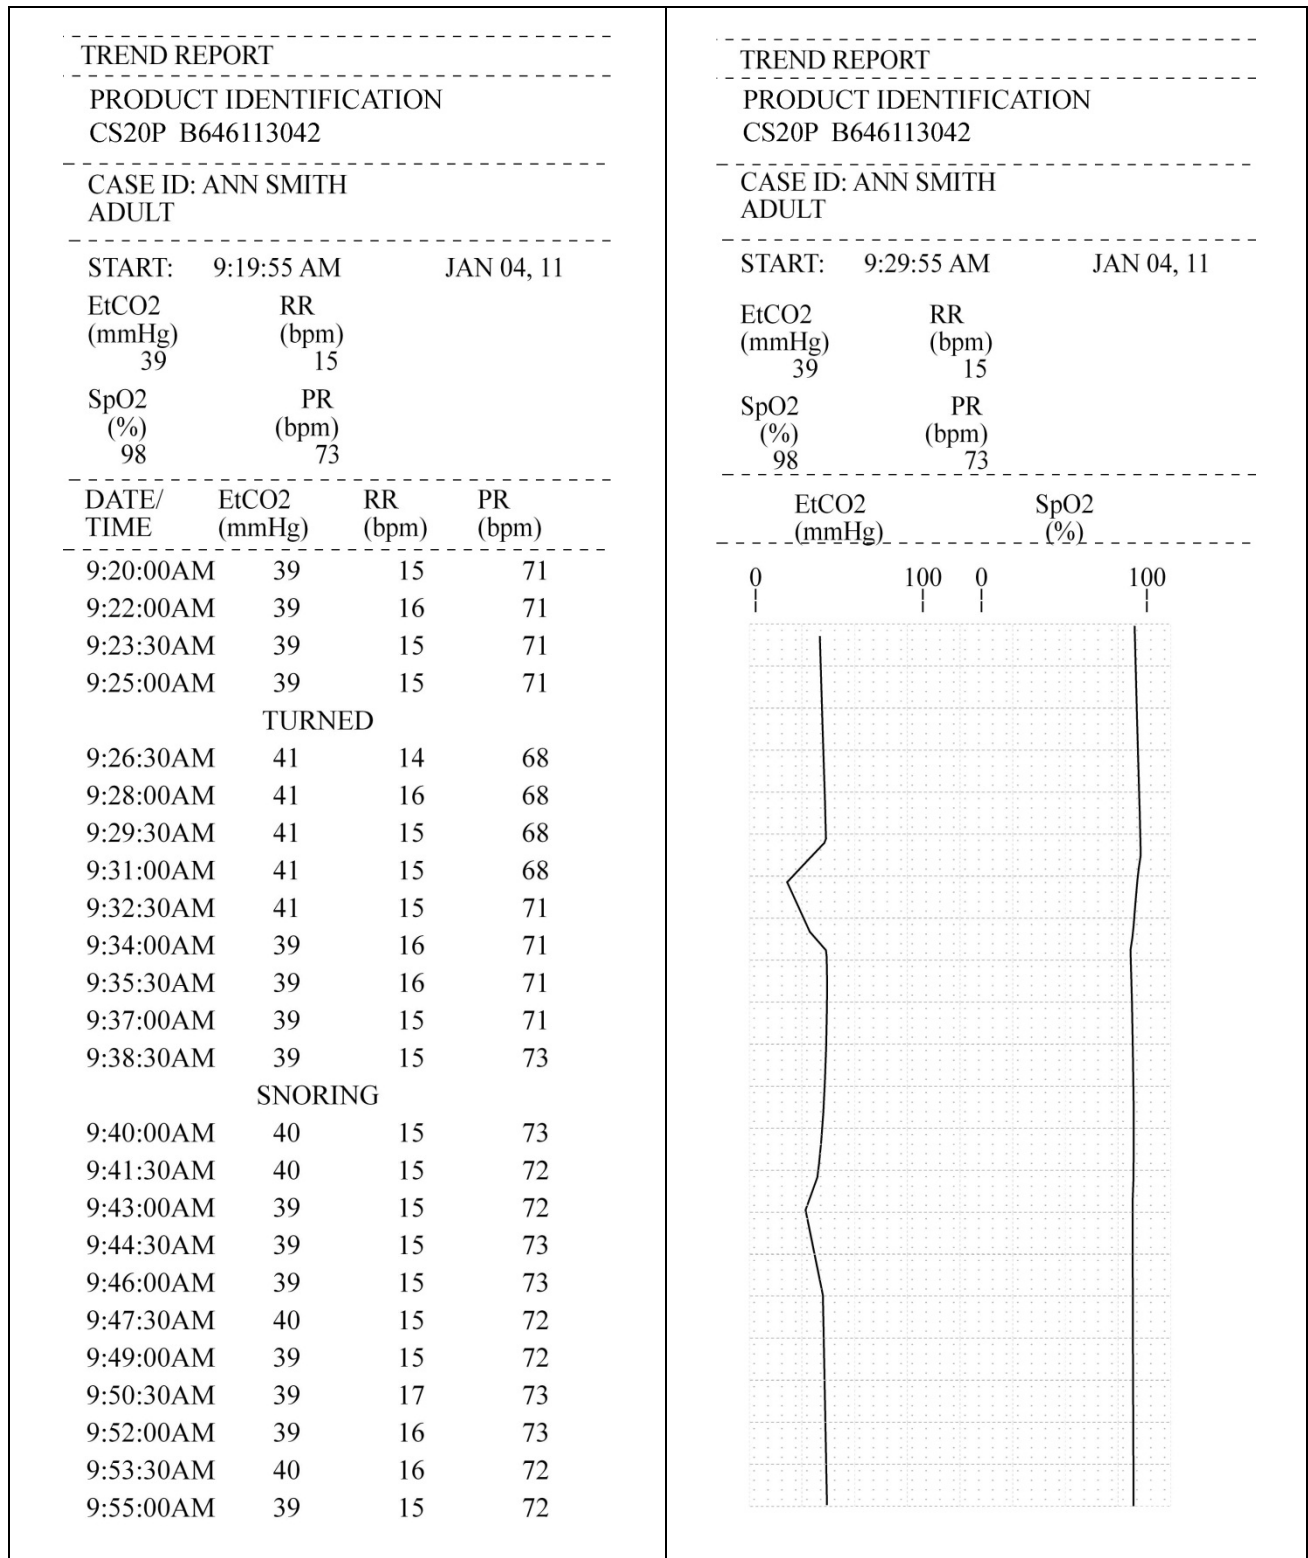 TREND REPORT
PRODUCT IDENTIFICATION
CS20P B646113042
CASE ID: ANN SMITH
ADULT
START: 9:19:55 AM JAN 04, 11
EtCO2 RR
(mmHg) (bpm)
39 15
SpO2 PR
(%) (bpm)
98 73
DATE/ EtCO2 RR PR
TIME (mmHg) (bpm) (bpm)
9:20:00AM 39 15 71
9:22:00AM 39 16 71
9:23:30AM 39 15 71
9:25:00AM 39 15 71
TURNED
9:26:30AM 41 14 68
9:28:00AM 41 16 68
9:29:30AM 41 15 68
9:31:00AM 41 15 68
9:32:30AM 41 15 71
9:34:00AM 39 16 71
9:35:30AM 39 16 71
9:37:00AM 39 15 71
9:38:30AM 39 15 73
SNORING
9:40:00AM 40 15 73
9:41:30AM 40 15 72
9:43:00AM 39 15 72
9:44:30AM 39 15 73
9:46:00AM 39 15 73
9:47:30AM 40 15 72
9:49:00AM 39 15 72
9:50:30AM 39 17 73
9:52:00AM 39 16 73
9:53:30AM 40 16 72
9:55:00AM 39 15 72
TREND REPORT
PRODUCT IDENTIFICATION
CS20P B646113042
CASE ID: ANN SMITH
ADULT
START: 9:29:55 AM JAN 04, 11
EtCO2 RR
(mmHg) (bpm)
39 15
SpO2 PR
(%) (bpm)
98 73
EtCO2 SpO2
(mmHg) (%)
0 100 0 100